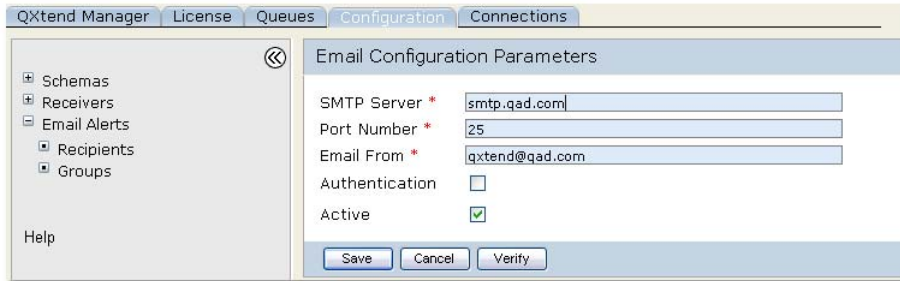 QXtend Manager License Queues Configuration Connections
Schemas
Receivers
Email Alerts
Recipients
Groups
Help
Email Configuration Parameters
SMTP Server * smtp.qad.com
Port Number * 25
Email From * qxtend@qad.com
Authentication
Active
Save Cancel Verify